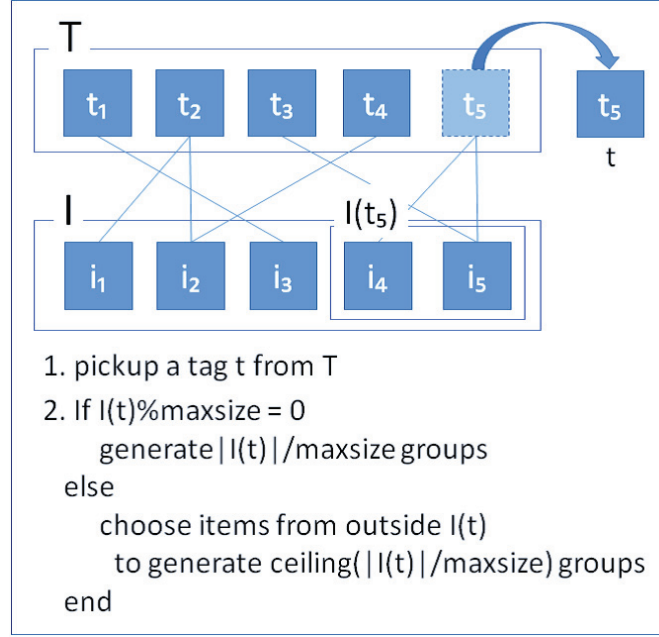 T
t₁ t₂ t₃ t₄ t₅ t₅
t
I I(t₅)
i₁ i₂ i₃ i₄ i₅
1. pickup a tag t from T
2. If I(t)%maxsize = 0
generate|I(t)|/maxsize groups
else
choose items from outside I(t)
to generate ceiling(|I(t)|/maxsize) groups
end